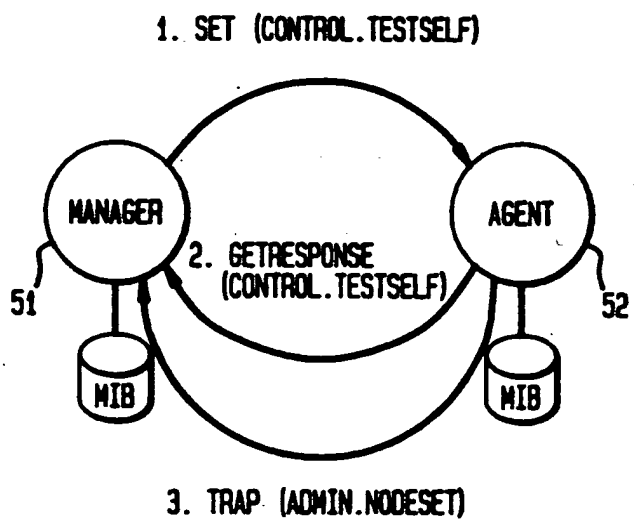 1. SET (CONTROL.TESTSELF)
MANAGER
AGENT
2. GETRESPONSE
(CONTROL.TESTSELF)
51
52
MIB
MIB
3. TRAP (ADMIN.NODESET)